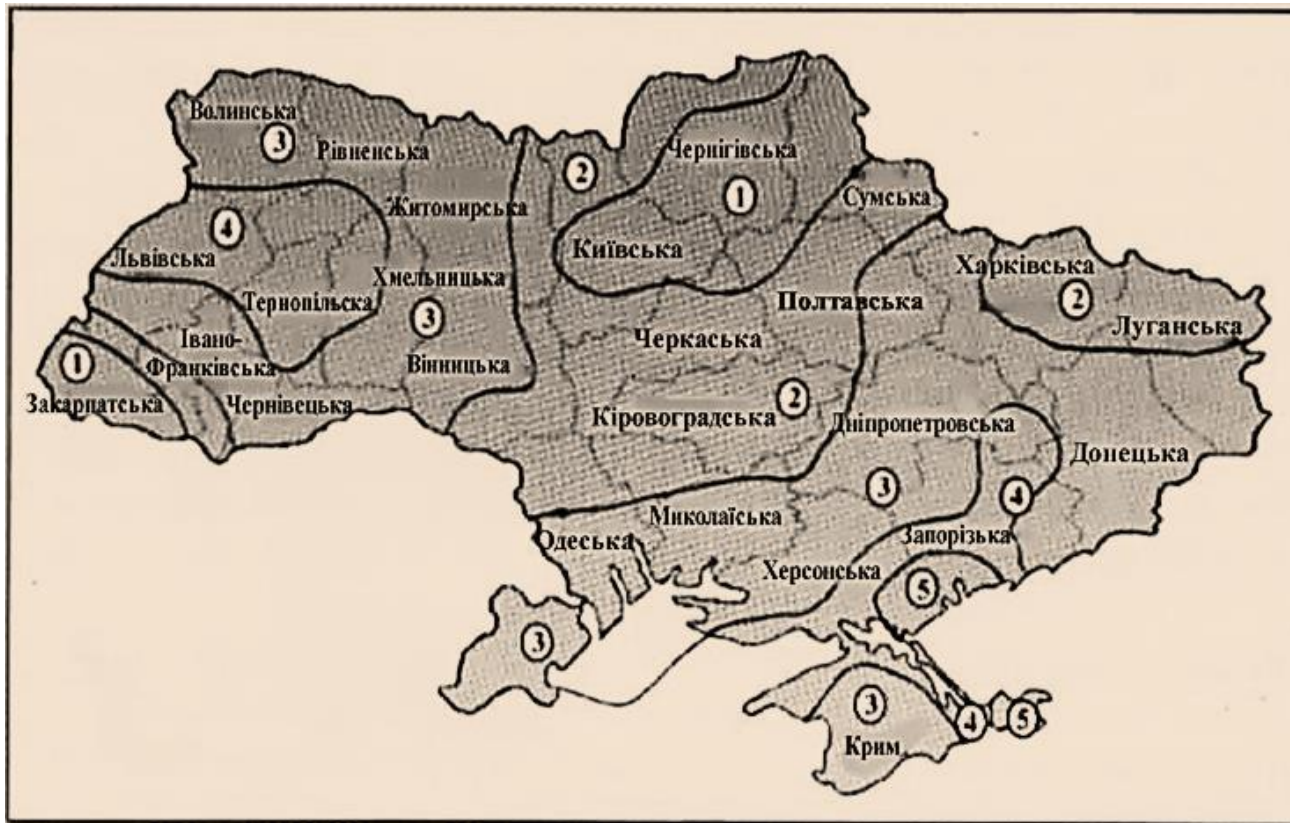 Волинська
3
Рівненська
2
Чернігівська
1
Сумська
Житомирська
4
Львівська
Київська
Харківська
2
Хмельницька
Тернопільска
3
Полтавська
Луганська
Черкаська
Івано-
Франківська
Вінницька
1
Закарпатська
Чернівецька
Кіровоградська
2
Дніпропетровська
Донецька
3
4
Миколаїська
Одеська
Запорізька
Херсонська
5
3
3
Крим
4
5